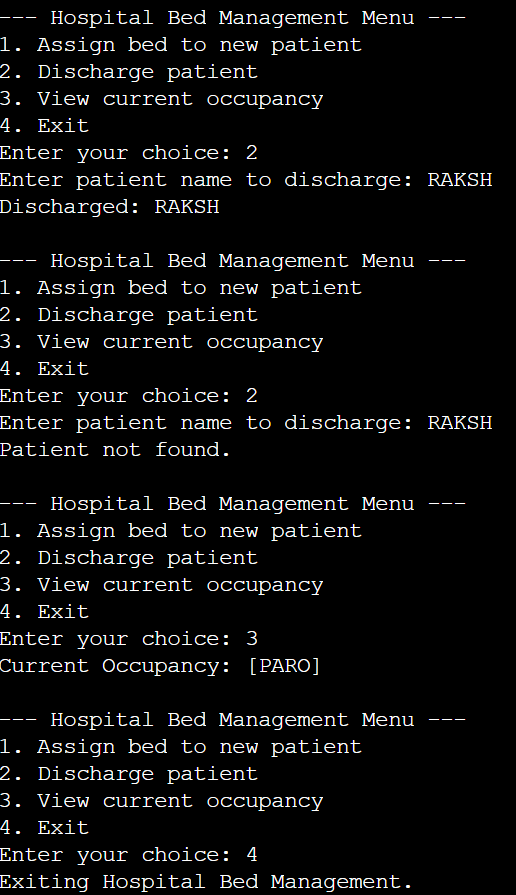 --- Hospital Bed Management Menu ---
1. Assign bed to new patient
2. Discharge patient
3. View current occupancy
4. Exit
Enter your choice: 2
Enter patient name to discharge: RAKSH
Discharged: RAKSH

--- Hospital Bed Management Menu ---
1. Assign bed to new patient
2. Discharge patient
3. View current occupancy
4. Exit
Enter your choice: 2
Enter patient name to discharge: RAKSH
Patient not found.

--- Hospital Bed Management Menu ---
1. Assign bed to new patient
2. Discharge patient
3. View current occupancy
4. Exit
Enter your choice: 3
Current Occupancy: [PARO]

--- Hospital Bed Management Menu ---
1. Assign bed to new patient
2. Discharge patient
3. View current occupancy
4. Exit
Enter your choice: 4
Exiting Hospital Bed Management.